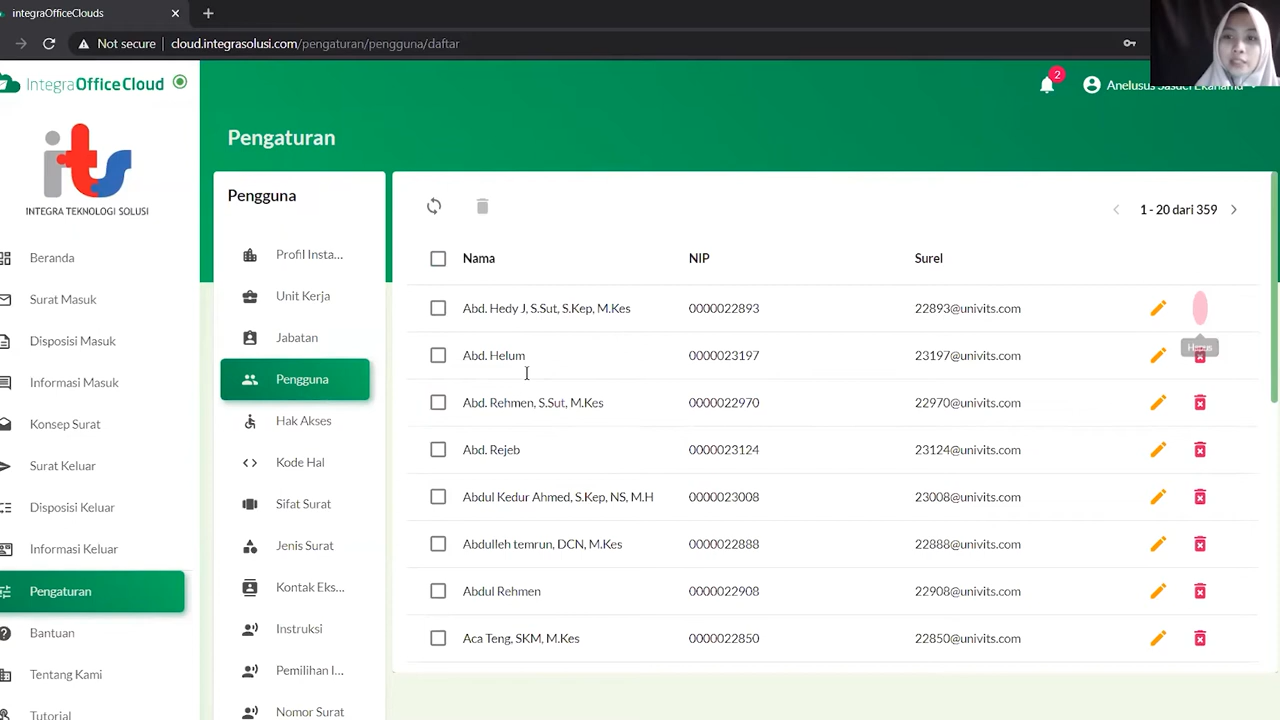 integraOfficeClouds
Not secure
cloud.integrasolusi.com/pengaturan/pengguna/daftar
IntegraOfficeCloud
2
its
INTEGRA TEKNOLOGI SOLUSI
Beranda
Surat Masuk
Disposisi Masuk
Informasi Masuk
Konsep Surat
Surat Keluar
Disposisi Keluar
Informasi Keluar
Pengaturan
Bantuan
Tentang Kami
Tutorial
Pengaturan
Pengguna
Profil Insta...
Unit Kerja
Jabatan
Pengguna
Hak Akses
Kode Hal
Sifat Surat
Jenis Surat
Kontak Eks...
Instruksi
Pemilihan I...
Nomor Surat
1 - 20 dari 359
Nama NIP Surel
Abd. Hedy J, S.Sut, S.Kep, M.Kes 0000022893 22893@univits.com
Hapus
Abd. Helum 0000023197 23197@univits.com
Abd. Rehmen, S.Sut, M.Kes 0000022970 22970@univits.com
Abd. Rejeb 0000023124 23124@univits.com
Abdul Kedur Ahmed, S.Kep, NS, M.H 0000023008 23008@univits.com
Abdulleh temrun, DCN, M.Kes 0000022888 22888@univits.com
Abdul Rehmen 0000022908 22908@univits.com
Aca Teng, SKM, M.Kes 0000022850 22850@univits.com